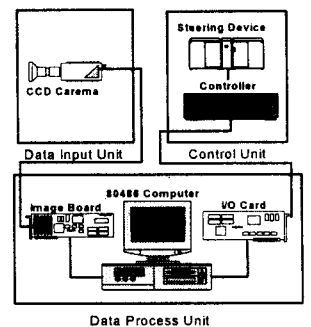 Steering Device
CCD Carema
Controller
Data Input Unit
Control Unit
80486 Computer
Image Board
I/O Card
Data Process Unit